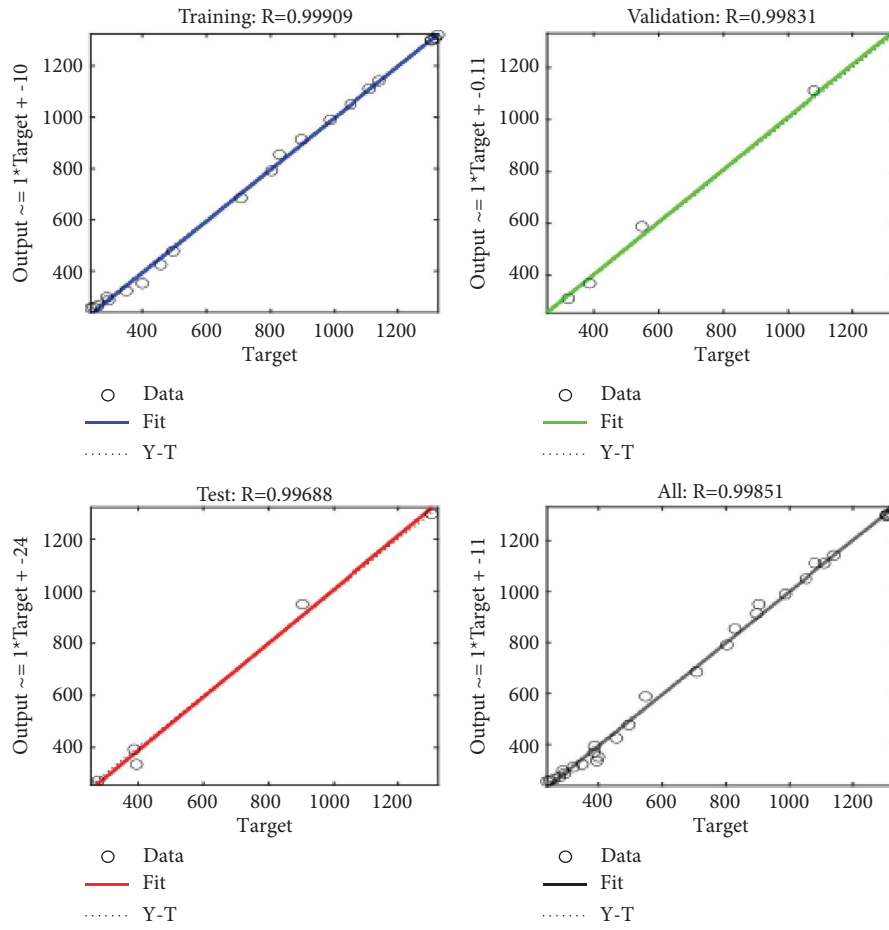 Training: R=0.99909
Output ~= 1*Target + -10
1200
1000
800
600
400
400 600 800 1000 1200
Target
Data
Fit
Y-T
Validation: R=0.99831
Output ~= 1*Target + -0.11
1200
1000
800
600
400
400 600 800 1000 1200
Target
Data
Fit
Y-T
Test: R=0.99688
Output ~= 1*Target + -24
1200
1000
800
600
400
400 600 800 1000 1200
Target
Data
Fit
Y-T
All: R=0.99851
Output ~= 1*Target + -11
1200
1000
800
600
400
400 600 800 1000 1200
Target
Data
Fit
Y-T